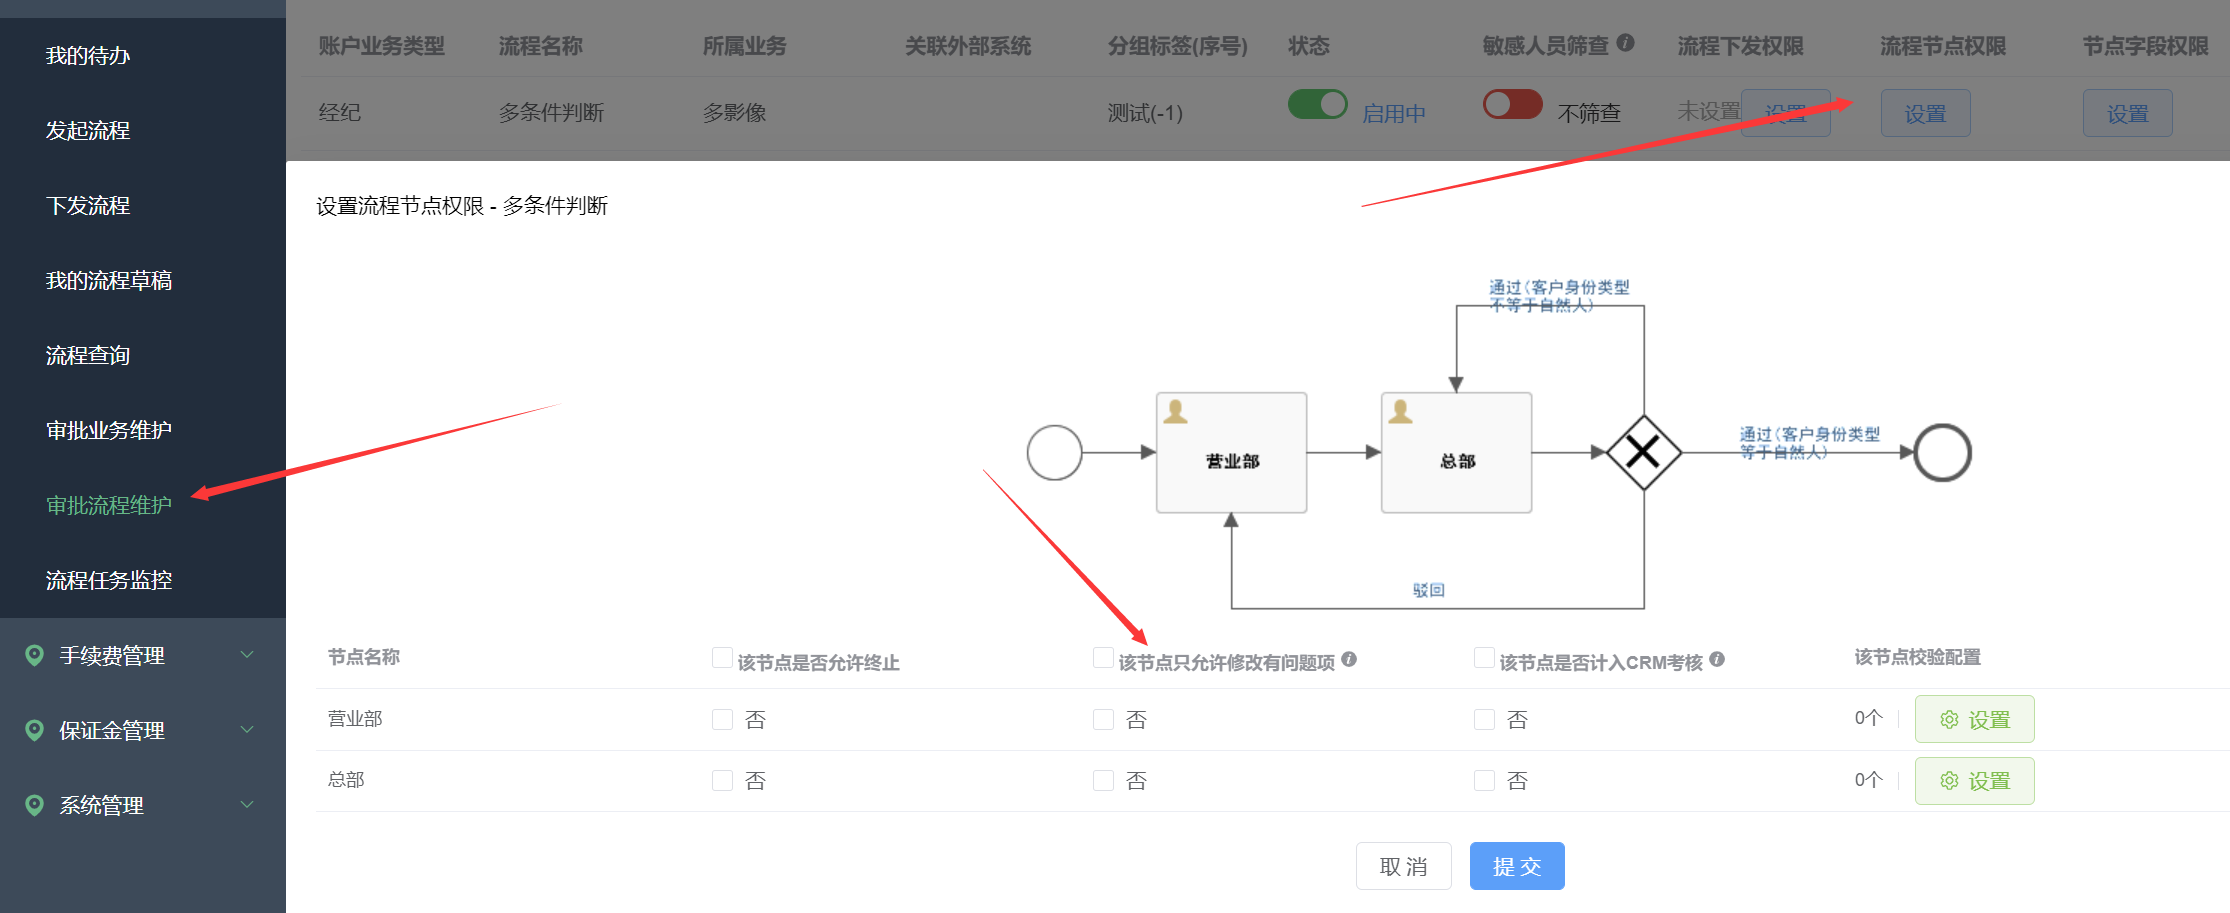 我的待办
发起流程
下发流程
我的流程草稿
流程查询
审批业务维护
审批流程维护
流程任务监控
手续费管理
保证金管理
系统管理
账户业务类型 流程名称 所属业务 关联外部系统 分组标签(序号) 状态 敏感人员筛查 流程下发权限 流程节点权限 节点字段权限
经纪 多条件判断 多影像 测试(-1) 启用中 不筛查 未设置 设置 设置 设置
设置流程节点权限 - 多条件判断
通过(客户身份类型
不等于自然人)
营业部
总部
通过(客户身份类型
等于自然人)
驳回
节点名称 该节点是否允许终止 该节点只允许修改有问题项 该节点是否计入CRM考核 该节点校验配置
营业部 否 否 否 0个 设置
总部 否 否 否 0个 设置
取 消 提 交